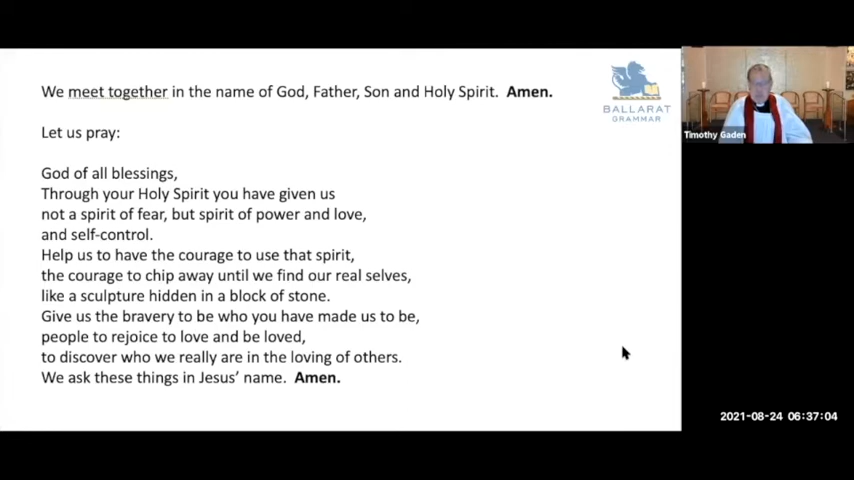 We meet together in the name of God, Father, Son and Holy Spirit. Amen.
BALLARAT
GRAMMAR
Let us pray:
Timothy Gaden
God of all blessings,
Through your Holy Spirit you have given us
not a spirit of fear, but spirit of power and love,
and self-control.
Help us to have the courage to use that spirit,
the courage to chip away until we find our real selves,
like a sculpture hidden in a block of stone.
Give us the bravery to be who you have made us to be,
people to rejoice to love and be loved,
to discover who we really are in the loving of others.
We ask these things in Jesus’ name. Amen.
2021-08-24 06:37:04